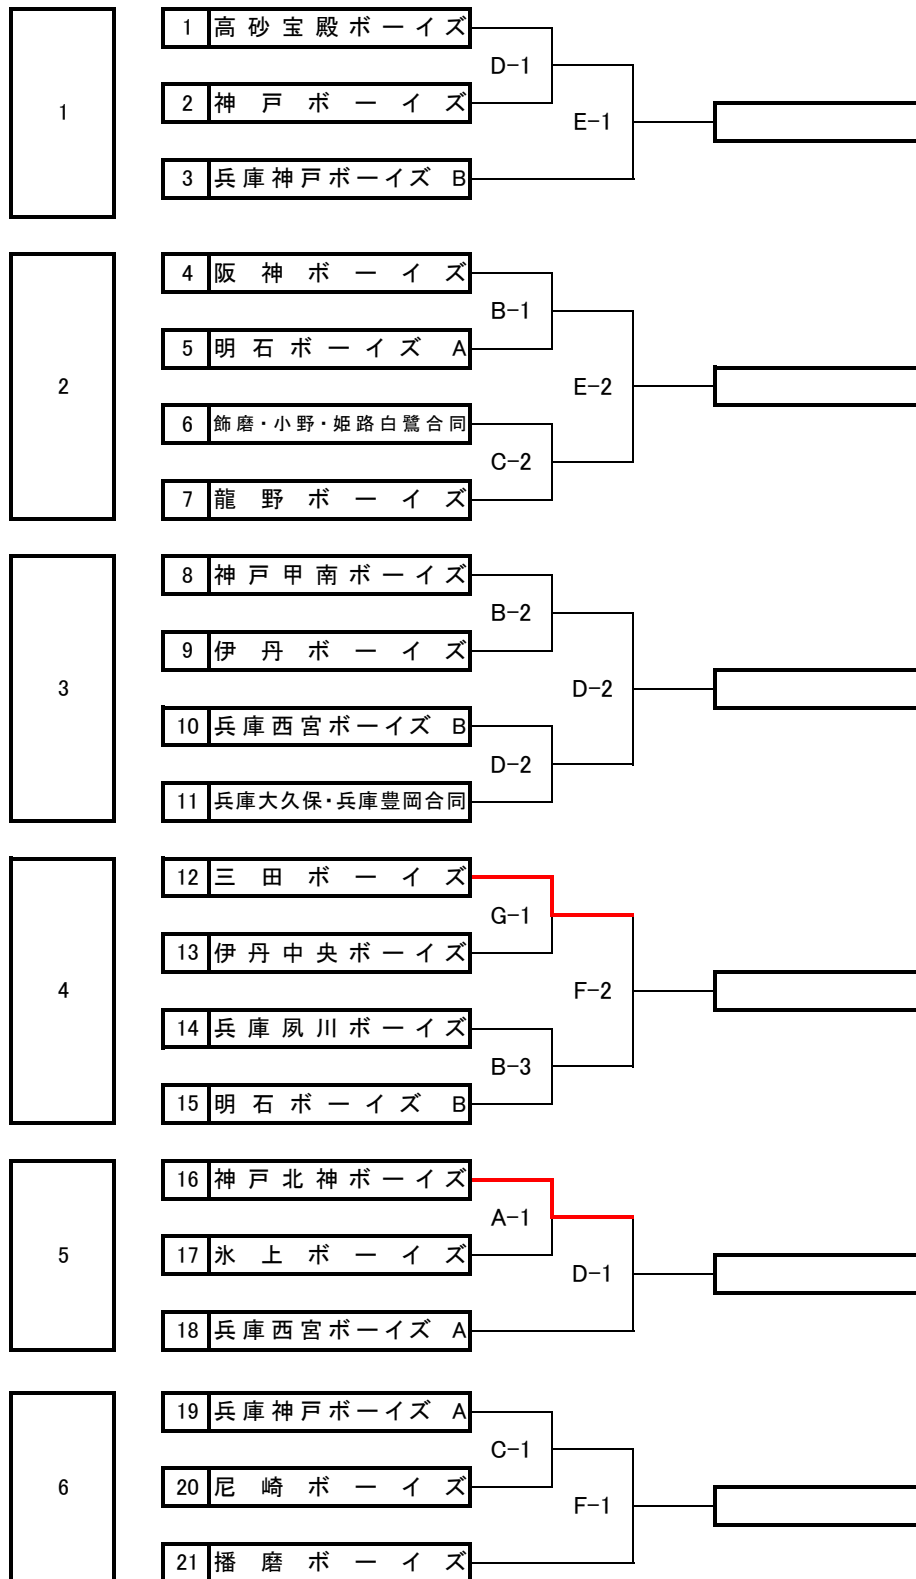 1 高砂宝殿ボーイズ
D-1
2 神戸ボーイズ
1
E-1
3 兵庫神戸ボーイズ B
4 阪神ボーイズ
B-1
5 明石ボーイズ A
2
E-2
6 飾磨・小野・姫路白鷺合同
C-2
7 龍野ボーイズ
8 神戸甲南ボーイズ
B-2
9 伊丹ボーイズ
3
D-2
10 兵庫西宮ボーイズ B
D-2
11 兵庫大久保・兵庫豊岡合同
12 三田ボーイズ
G-1
13 伊丹中央ボーイズ
4
F-2
14 兵庫夙川ボーイズ
B-3
15 明石ボーイズ B
16 神戸北神ボーイズ
A-1
17 氷上ボーイズ
5
D-1
18 兵庫西宮ボーイズ A
19 兵庫神戸ボーイズ A
C-1
20 尼崎ボーイズ
6
F-1
21 播磨ボーイズ